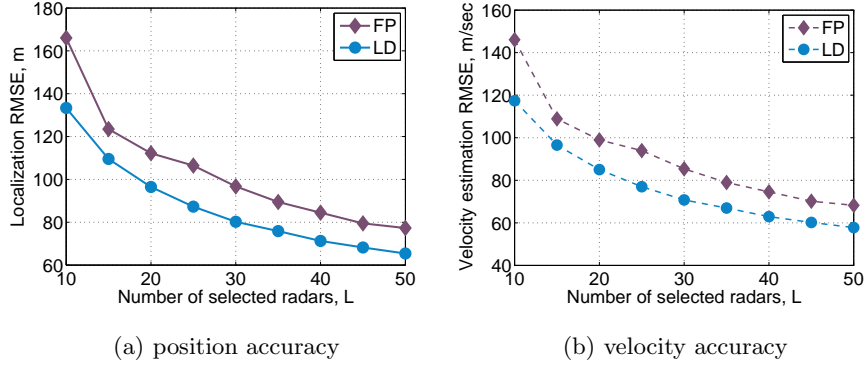 180
160
140
120
100
80
60
10 20 30 40 50
Localization RMSE, m
Number of selected radars, L
FP
LD
(a) position accuracy
160
140
120
100
80
60
40
10 20 30 40 50
Velocity estimation RMSE, m/sec
Number of selected radars, L
FP
LD
(b) velocity accuracy